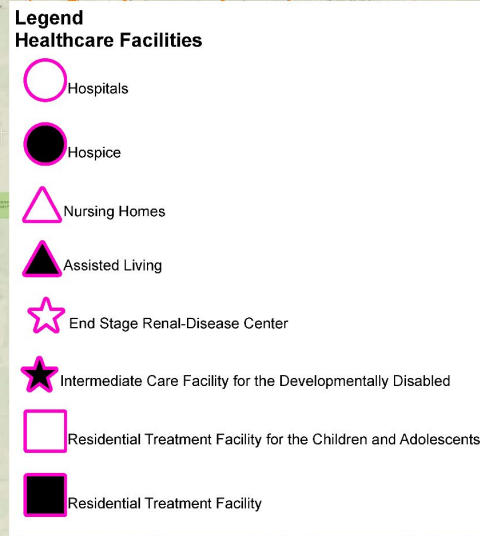 Legend
Healthcare Facilities
Hospitals
Hospice
Nursing Homes
Assisted Living
End Stage Renal-Disease Center
Intermediate Care Facility for the Developmentally Disabled
Residential Treatment Facility for the Children and Adolescents
Residential Treatment Facility